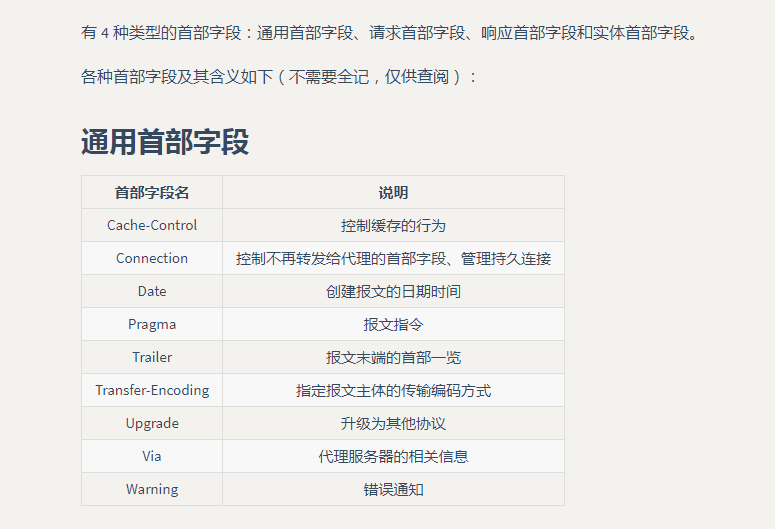 有 4 种类型的首部字段：通用首部字段、请求首部字段、响应首部字段和实体首部字段。
各种首部字段及其含义如下（不需要全记，仅供查阅）：
通用首部字段
首部字段名 说明
Cache-Control 控制缓存的行为
Connection 控制不再转发给代理的首部字段、管理持久连接
Date 创建报文的日期时间
Pragma 报文指令
Trailer 报文末端的首部一览
Transfer-Encoding 指定报文主体的传输编码方式
Upgrade 升级为其他协议
Via 代理服务器的相关信息
Warning 错误通知